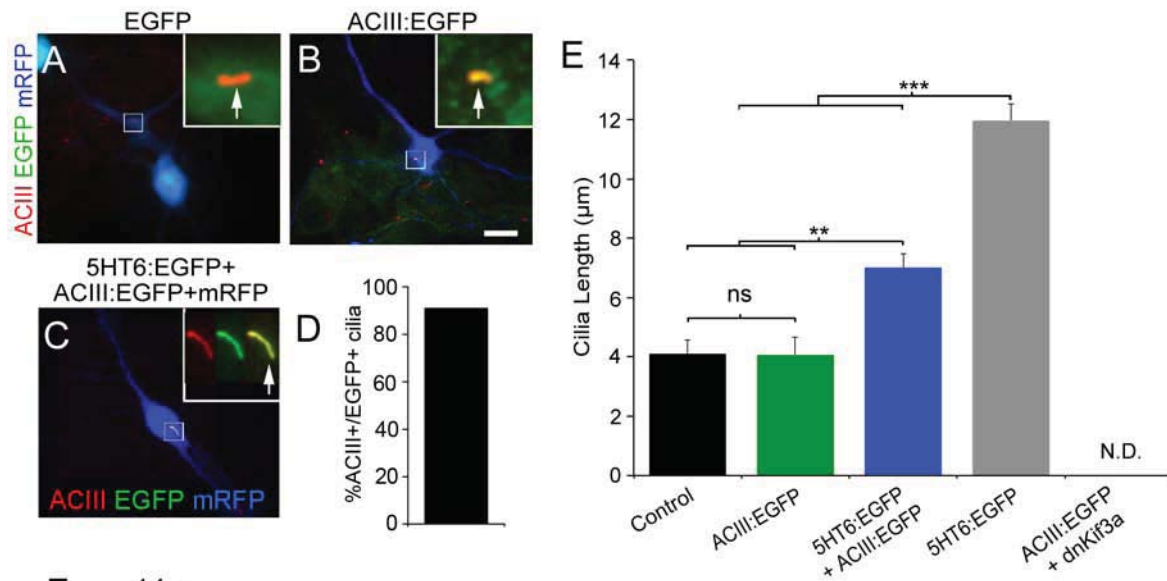 EGFP
ACIII:EGFP
ACIII EGFP mRFP
A
B
5HT6:EGFP+
ACIII:EGFP+mRFP
C
ACIII EGFP mRFP
D
%ACIII+/EGFP+ cilia
100
80
60
40
20
0
E
Cilia Length (µm)
14
12
10
8
6
4
2
0
ns
**
***
N.D.
Control
ACIII:EGFP
5HT6:EGFP
+ ACIII:EGFP
5HT6:EGFP
ACIII:EGFP
+ dnKif3a